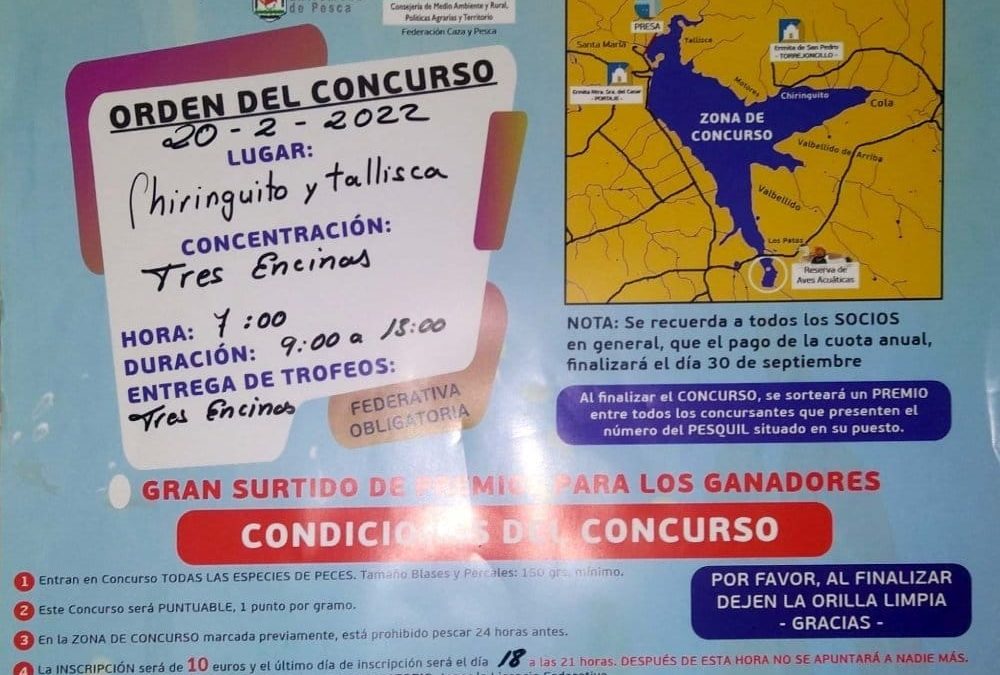 de Pesca
Consejería de Medio Ambiente y Rural,
Políticas Agrarias y Territorio
Federación Caza y Pesca
ORDEN DEL CONCURSO
20-2-2022
LUGAR:
Chiringuito y tallisca
CONCENTRACIÓN:
Tres Encinas
HORA: 7:00
DURACIÓN: 9:00 a 13:00
ENTREGA DE TROFEOS:
Tres Encinas
FEDERATIVA
OBLIGATORIA
PRESA
Tallisca
Santa María
Ermita de San Pedro
- TORREJONCILLO -
Ermita Ntra. Sra. del Casar
- PORTAJE -
Motores
Chiringuito
Cola
ZONA DE
CONCURSO
Valbellido de Arriba
Valbellido
Los Patos
Reserva de
Aves Acuáticas
NOTA: Se recuerda a todos los SOCIOS
en general, que el pago de la cuota anual,
finalizará el día 30 de septiembre
Al finalizar el CONCURSO, se sorteará un PREMIO
entre todos los concursantes que presenten el
número del PESQUIL situado en su puesto.
GRAN SURTIDO DE PREMIOS PARA LOS GANADORES
CONDICIONES DEL CONCURSO
1 Entran en Concurso TODAS LAS ESPECIES DE PECES. Tamaño Blases y Percales: 150 grs. mínimo.
2 Este Concurso será PUNTUABLE, 1 punto por gramo.
3 En la ZONA DE CONCURSO marcada previamente, está prohibido pescar 24 horas antes.
4 La INSCRIPCIÓN será de 10 euros y el último día de inscripción será el día 18 a las 21 horas. DESPUÉS DE ESTA HORA NO SE APUNTARÁ A NADIE MÁS.
POR FAVOR, AL FINALIZAR
DEJEN LA ORILLA LIMPIA
- GRACIAS -